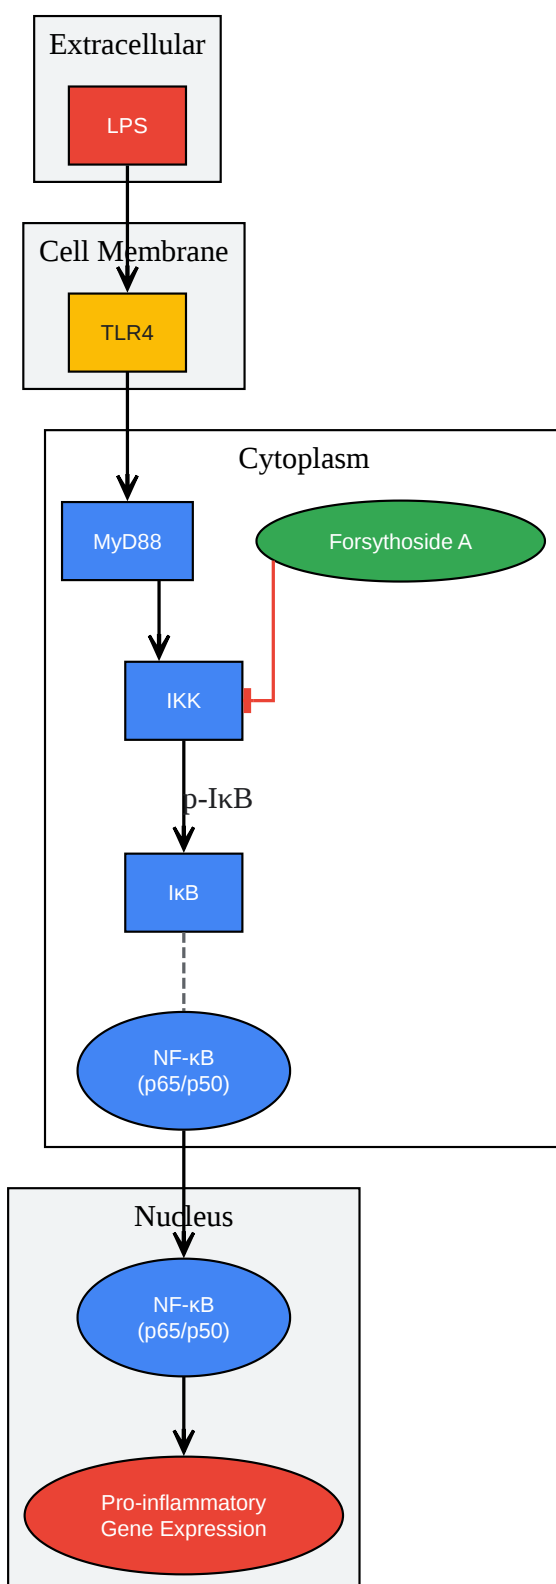 Extracellular
LPS
Cell Membrane
TLR4
Cytoplasm
MyD88
Forsythoside A
IKK
p-IκB
IκB
NF-κB
(p65/p50)
Nucleus
NF-κB
(p65/p50)
Pro-inflammatory
Gene Expression